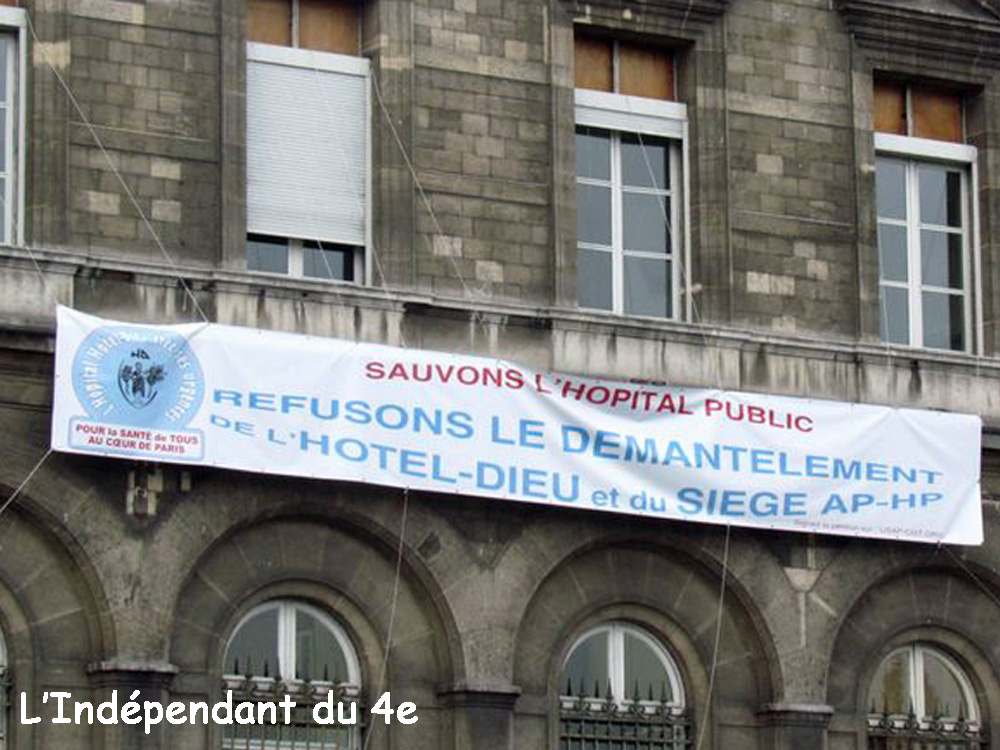 SAUVONS L'HOPITAL PUBLIC
REFUSONS LE DEMANTELEMENT
DE L'HOTEL-DIEU et du SIEGE AP-HP
POUR la SANTÉ de TOUS
AU CŒUR DE PARIS
L'Indépendant du 4e